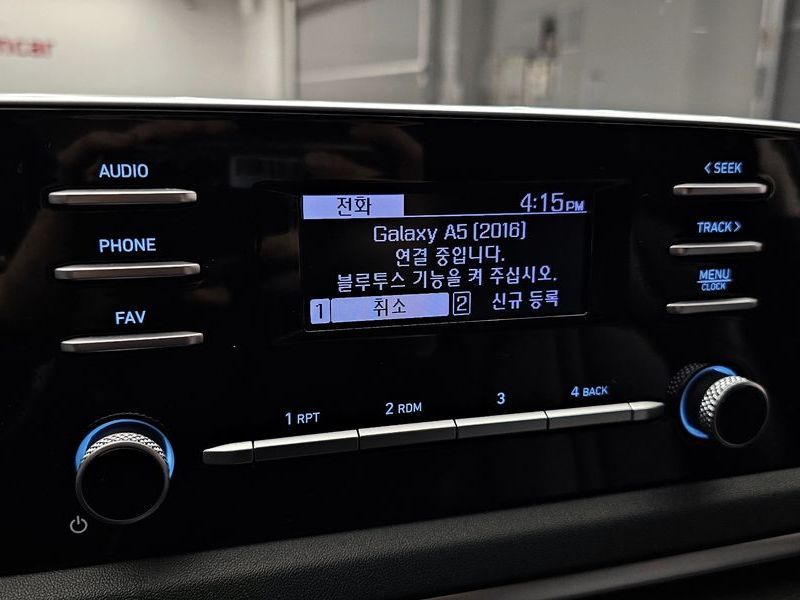 AUDIO
PHONE
FAV
전화 4:15PM
Galaxy A5 (2016)
연결 중입니다.
블루투스 기능을 켜 주십시오.
1 취소 2 신규 등록
< SEEK
TRACK >
MENU
CLOCK
1 RPT
2 RDM
3
4 BACK